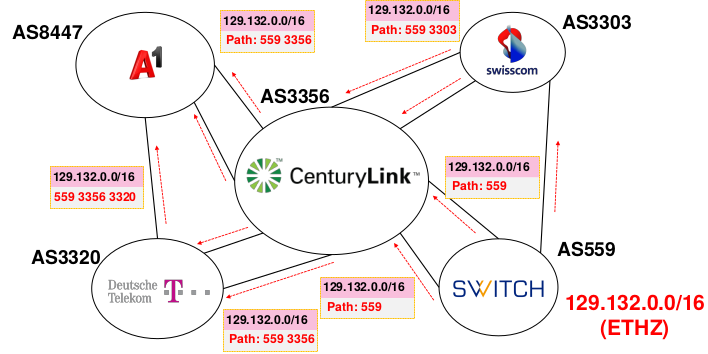 AS8447
A1
129.132.0.0/16
Path: 559 3356
129.132.0.0/16
Path: 559 3303
AS3303
swisscom
AS3356
CenturyLink™
129.132.0.0/16
559 3356 3320
129.132.0.0/16
Path: 559
AS3320
Deutsche
Telekom
T
AS559
SWITCH
129.132.0.0/16
(ETHZ)
129.132.0.0/16
Path: 559
129.132.0.0/16
Path: 559 3356